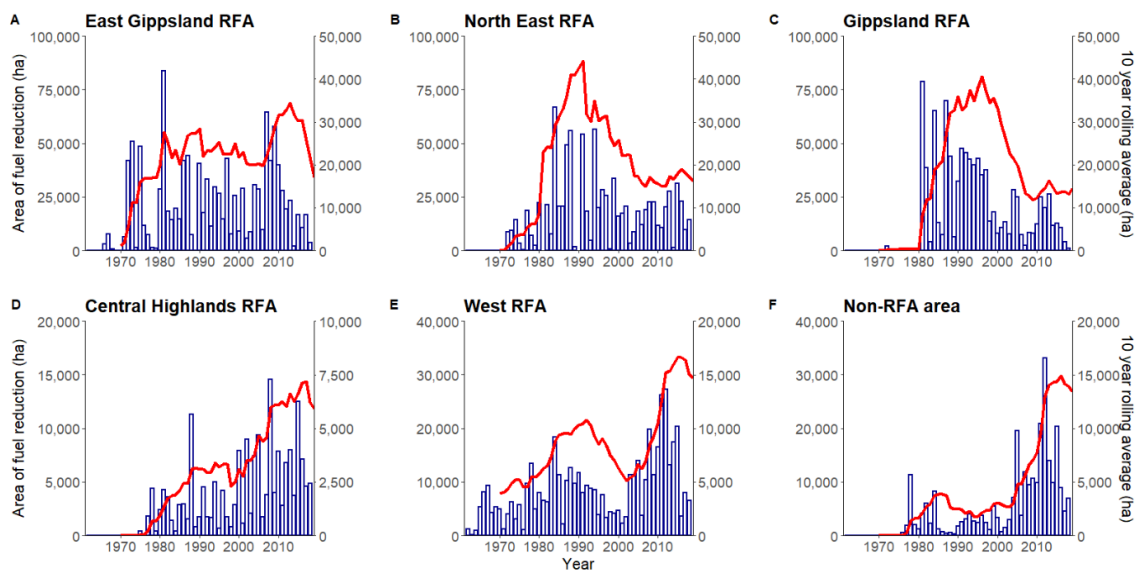 A East Gippsland RFA
B North East RFA
C Gippsland RFA
100,000 75,000 50,000 25,000 0
50,000 40,000 30,000 20,000 10,000 0
100,000 75,000 50,000 25,000 0
50,000 40,000 30,000 20,000 10,000 0
100,000 75,000 50,000 25,000 0
50,000 40,000 30,000 20,000 10,000 0
Area of fuel reduction (ha)
10 year rolling average (ha)
1970 1980 1990 2000 2010
1970 1980 1990 2000 2010
1970 1980 1990 2000 2010
D Central Highlands RFA
E West RFA
F Non-RFA area
20,000 15,000 10,000 5,000 0
10,000 7,500 5,000 2,500 0
40,000 30,000 20,000 10,000 0
20,000 15,000 10,000 5,000 0
40,000 30,000 20,000 10,000 0
20,000 15,000 10,000 5,000 0
Area of fuel reduction (ha)
10 year rolling average (ha)
1970 1980 1990 2000 2010
1970 1980 1990 2000 2010
1970 1980 1990 2000 2010
Year